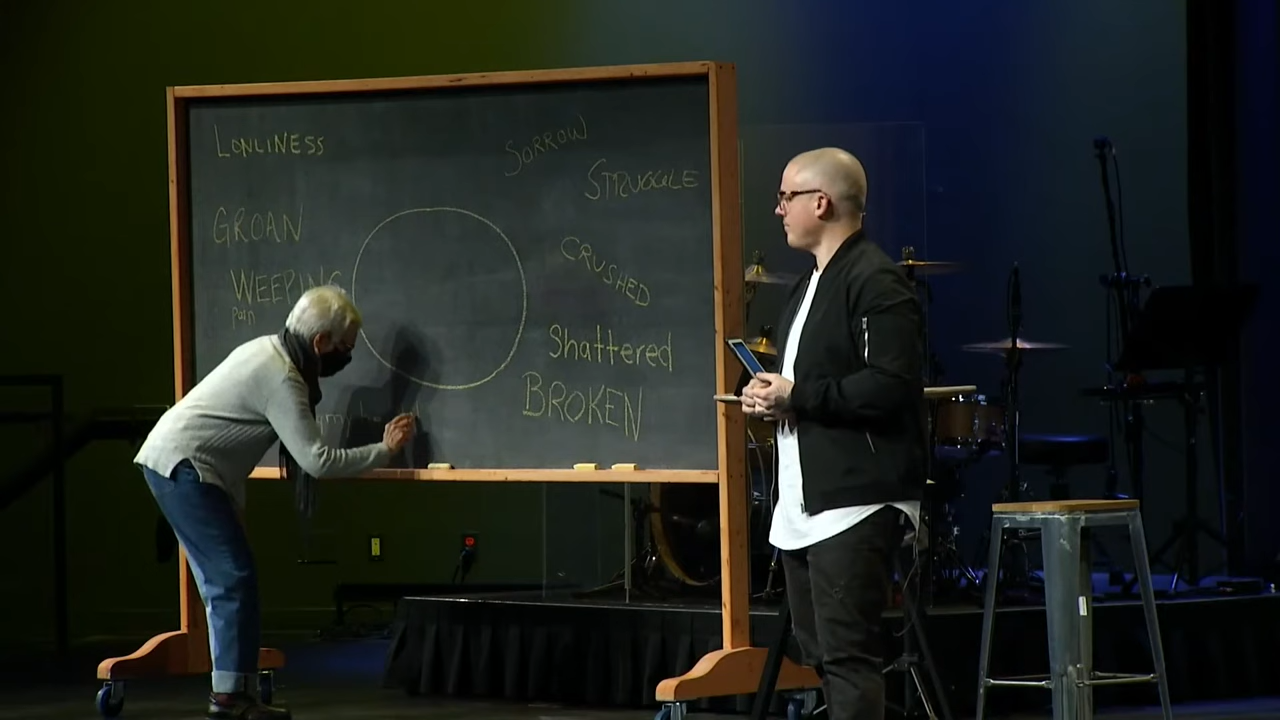 LONLINESS
SORROW
STRUGGLE
GROAN
CRUSHED
WEEPING
Pain
Shattered
BROKEN